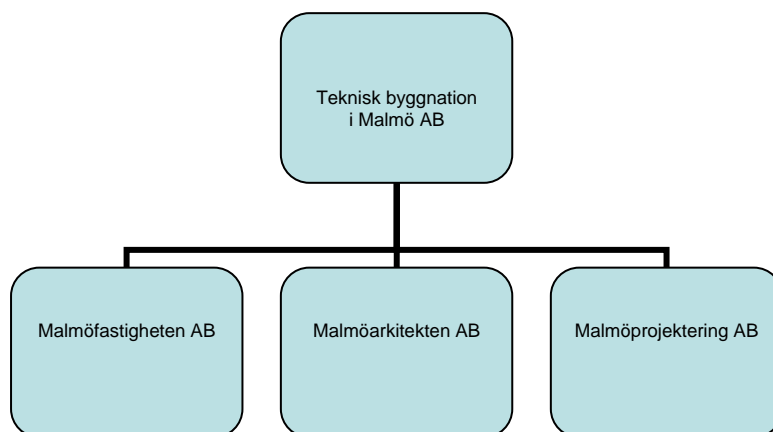 Teknisk byggnation
i Malmö AB
Malmöfastigheten AB
Malmöarkitekten AB
Malmöprojektering AB